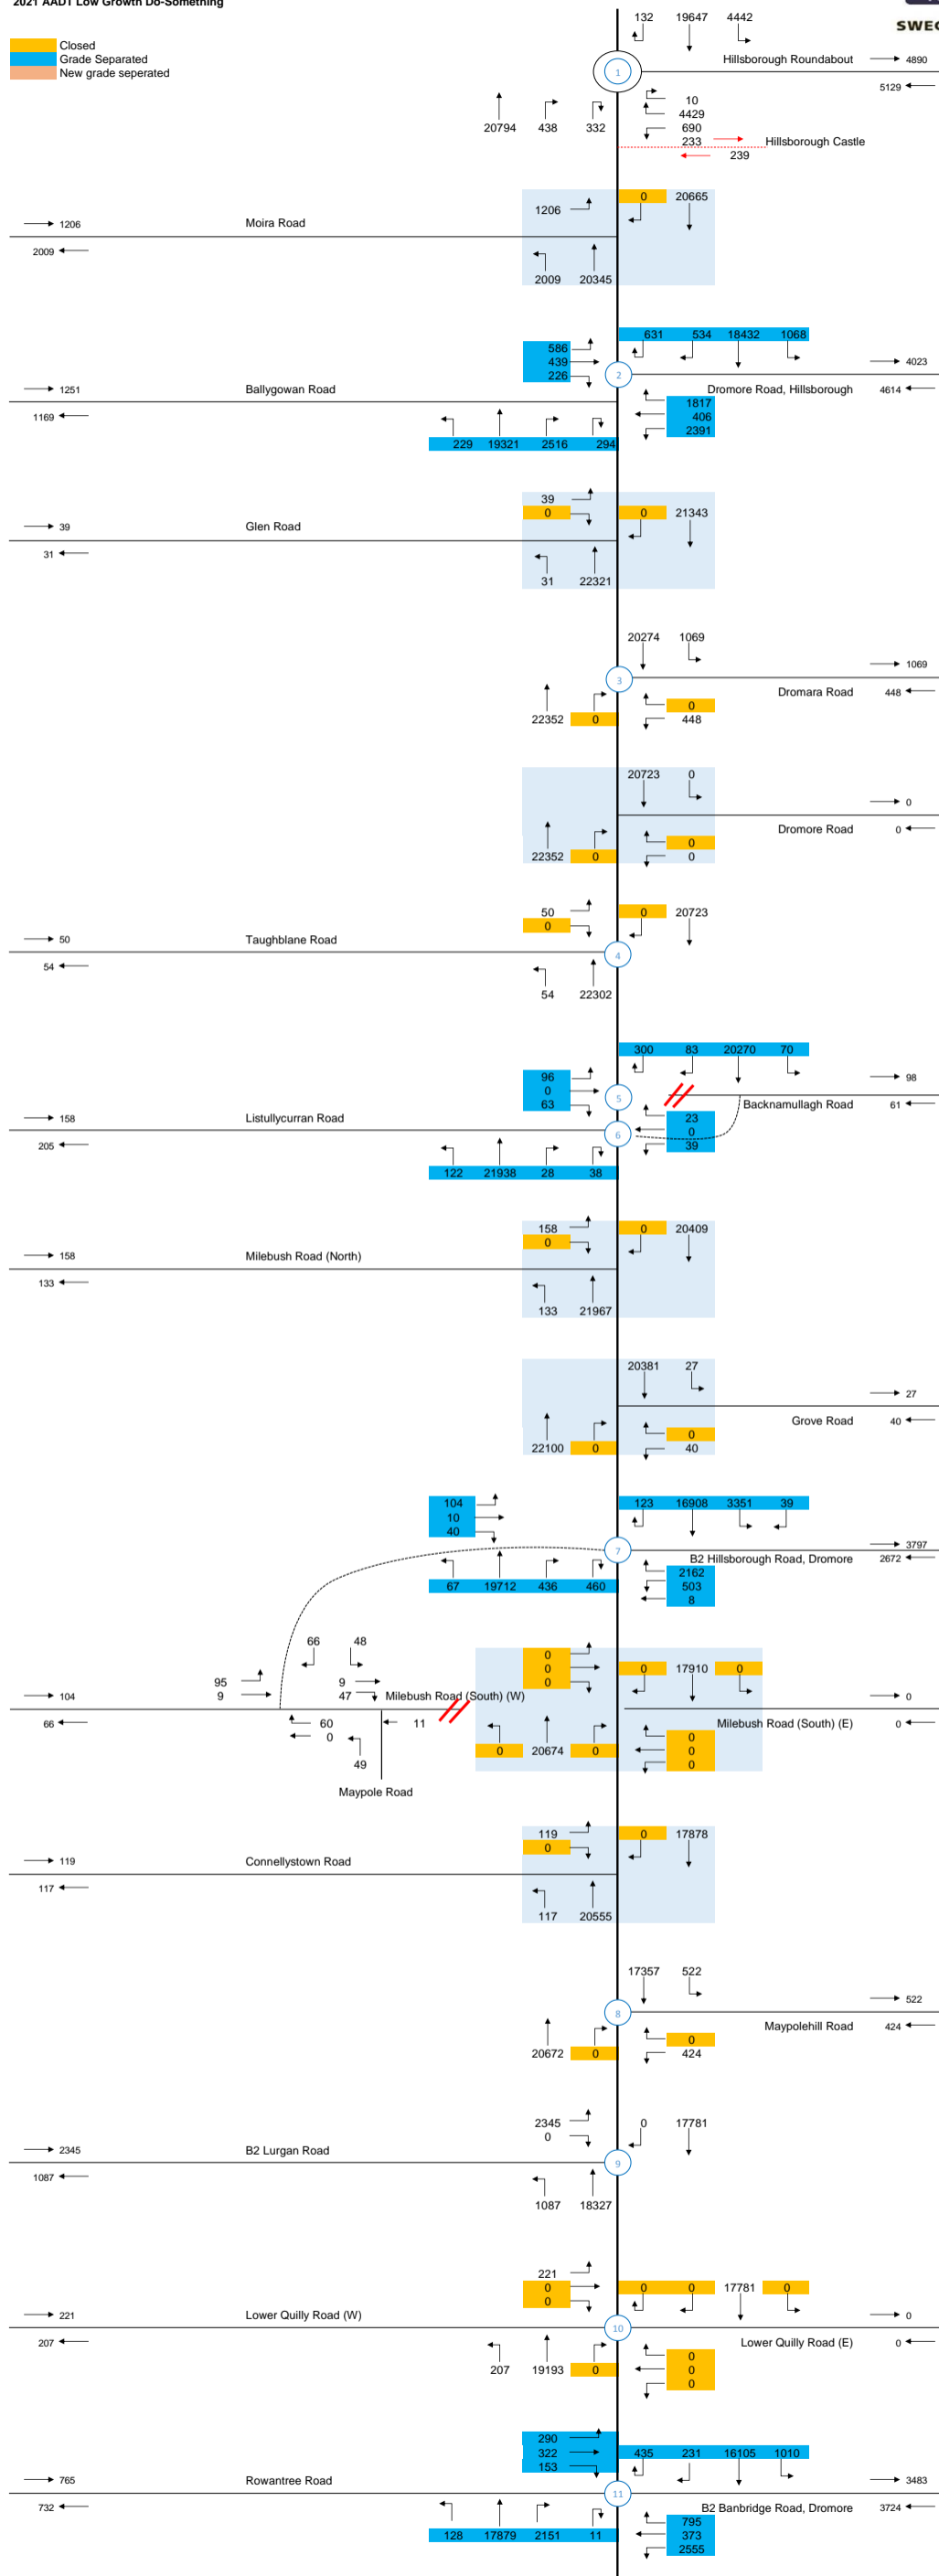 2021 AADT Low Growth Do-Something
132 19647 4442
Closed
Grade Separated
New grade seperated
Hillsborough Roundabout 4890
1
5129
20794 438 332
10
4429
690
233 Hillsborough Castle
239
1206 0 20665
1206 Moira Road
2009
2009 20345
631 534 18432 1068
586
439
226
2
4023
1251 Ballygowan Road
Dromore Road, Hillsborough 4614
1169
1817
406
2391
229 19321 2516 294
39
0 0 21343
39 Glen Road
31
31 22321
20274 1069
3
1069
Dromara Road 448
22352 0
0
448
20723 0
0
Dromore Road 0
22352 0
0
0
50 0 20723
0
50 Taughblane Road
54
4
54 22302
300 83 20270 70
96
0
63
5
98
Backnamullagh Road 61
158 Listullycurran Road
205
6
23
0
39
122 21938 28 38
158 0 20409
0
158 Milebush Road (North)
133
133 21967
20381 27
27
Grove Road 40
22100 0
0
40
104
10
40
123 16908 3351 39
7
3797
B2 Hillsborough Road, Dromore 2672
67 19712 436 460
2162
503
8
66 48
95 9
9 47
0
0
0
0 17910 0
104 Milebush Road (South) (W) 0
66
60 11
0
49
Milebush Road (South) (E) 0
0 20674 0
0
0
0
Maypole Road
119 0 17878
0
119 Connellystown Road
117
117 20555
17357 522
8
522
Maypolehill Road 424
20672 0
0
424
2345 0 17781
0
2345 B2 Lurgan Road
1087
9
1087 18327
221
0
0
0 0 17781 0
221 Lower Quilly Road (W) 0
207
10
Lower Quilly Road (E) 0
207 19193 0
0
0
0
290
322
153
435 231 16105 1010
765 Rowantree Road 3483
732
11
B2 Banbridge Road, Dromore 3724
128 17879 2151 11
795
373
2555